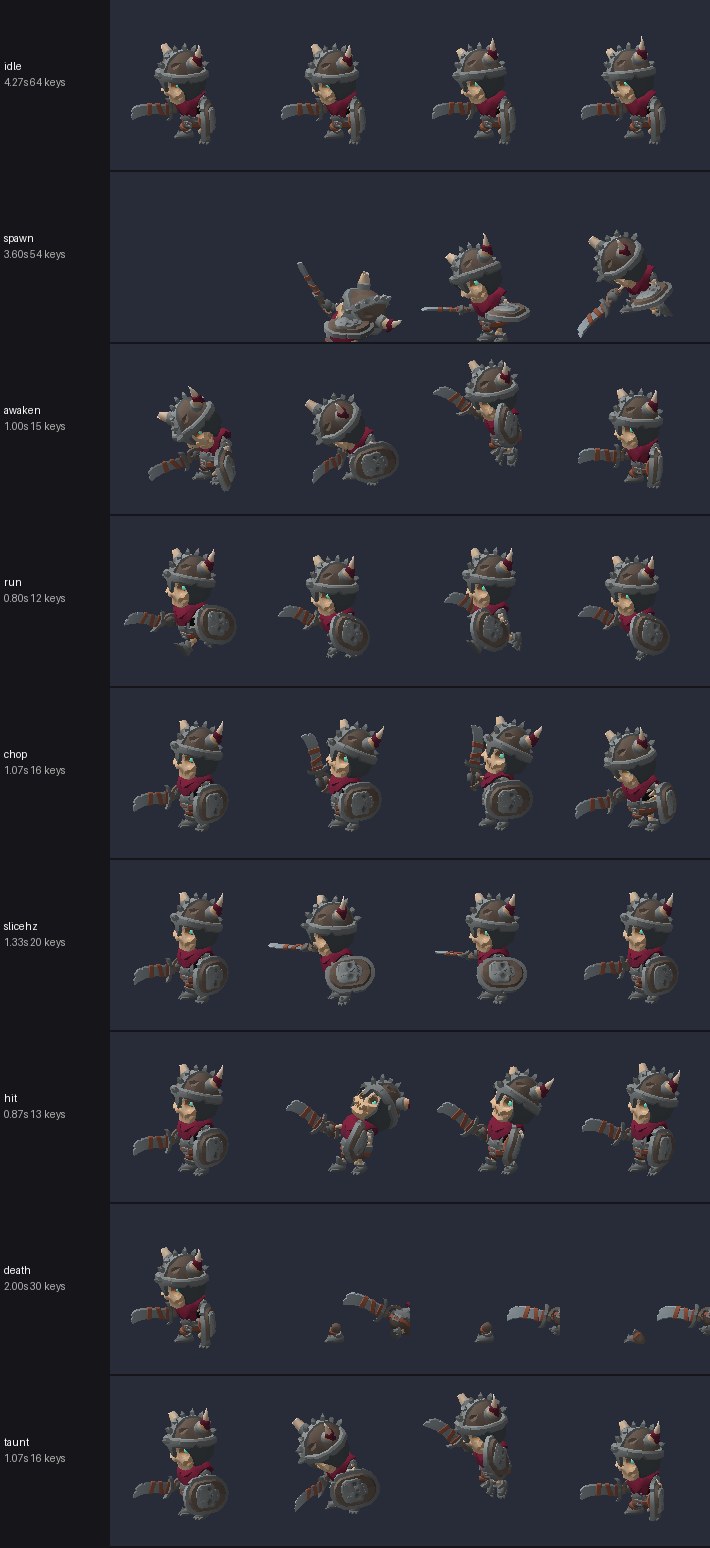 idle
4.27s 64 keys
spawn
3.60s 54 keys
awaken
1.00s 15 keys
run
0.80s 12 keys
chop
1.07s 16 keys
slicehz
1.33s 20 keys
hit
0.87s 13 keys
death
2.00s 30 keys
taunt
1.07s 16 keys